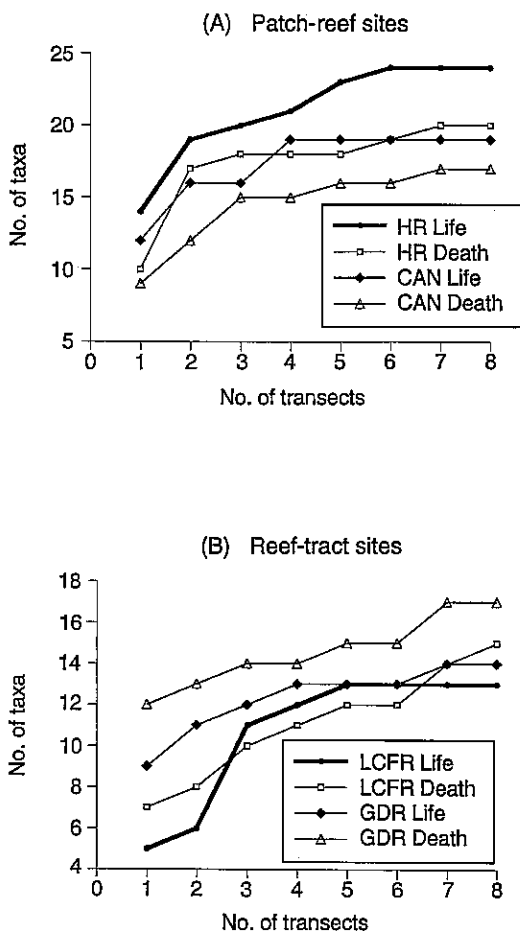 (A) Patch-reef sites
25
20
15
10
5
No. of taxa
HR Life
HR Death
CAN Life
CAN Death
0 1 2 3 4 5 6 7 8
No. of transects
(B) Reef-tract sites
18
16
14
12
10
8
6
4
No. of taxa
LCFR Life
LCFR Death
GDR Life
GDR Death
0 1 2 3 4 5 6 7 8
No. of transects